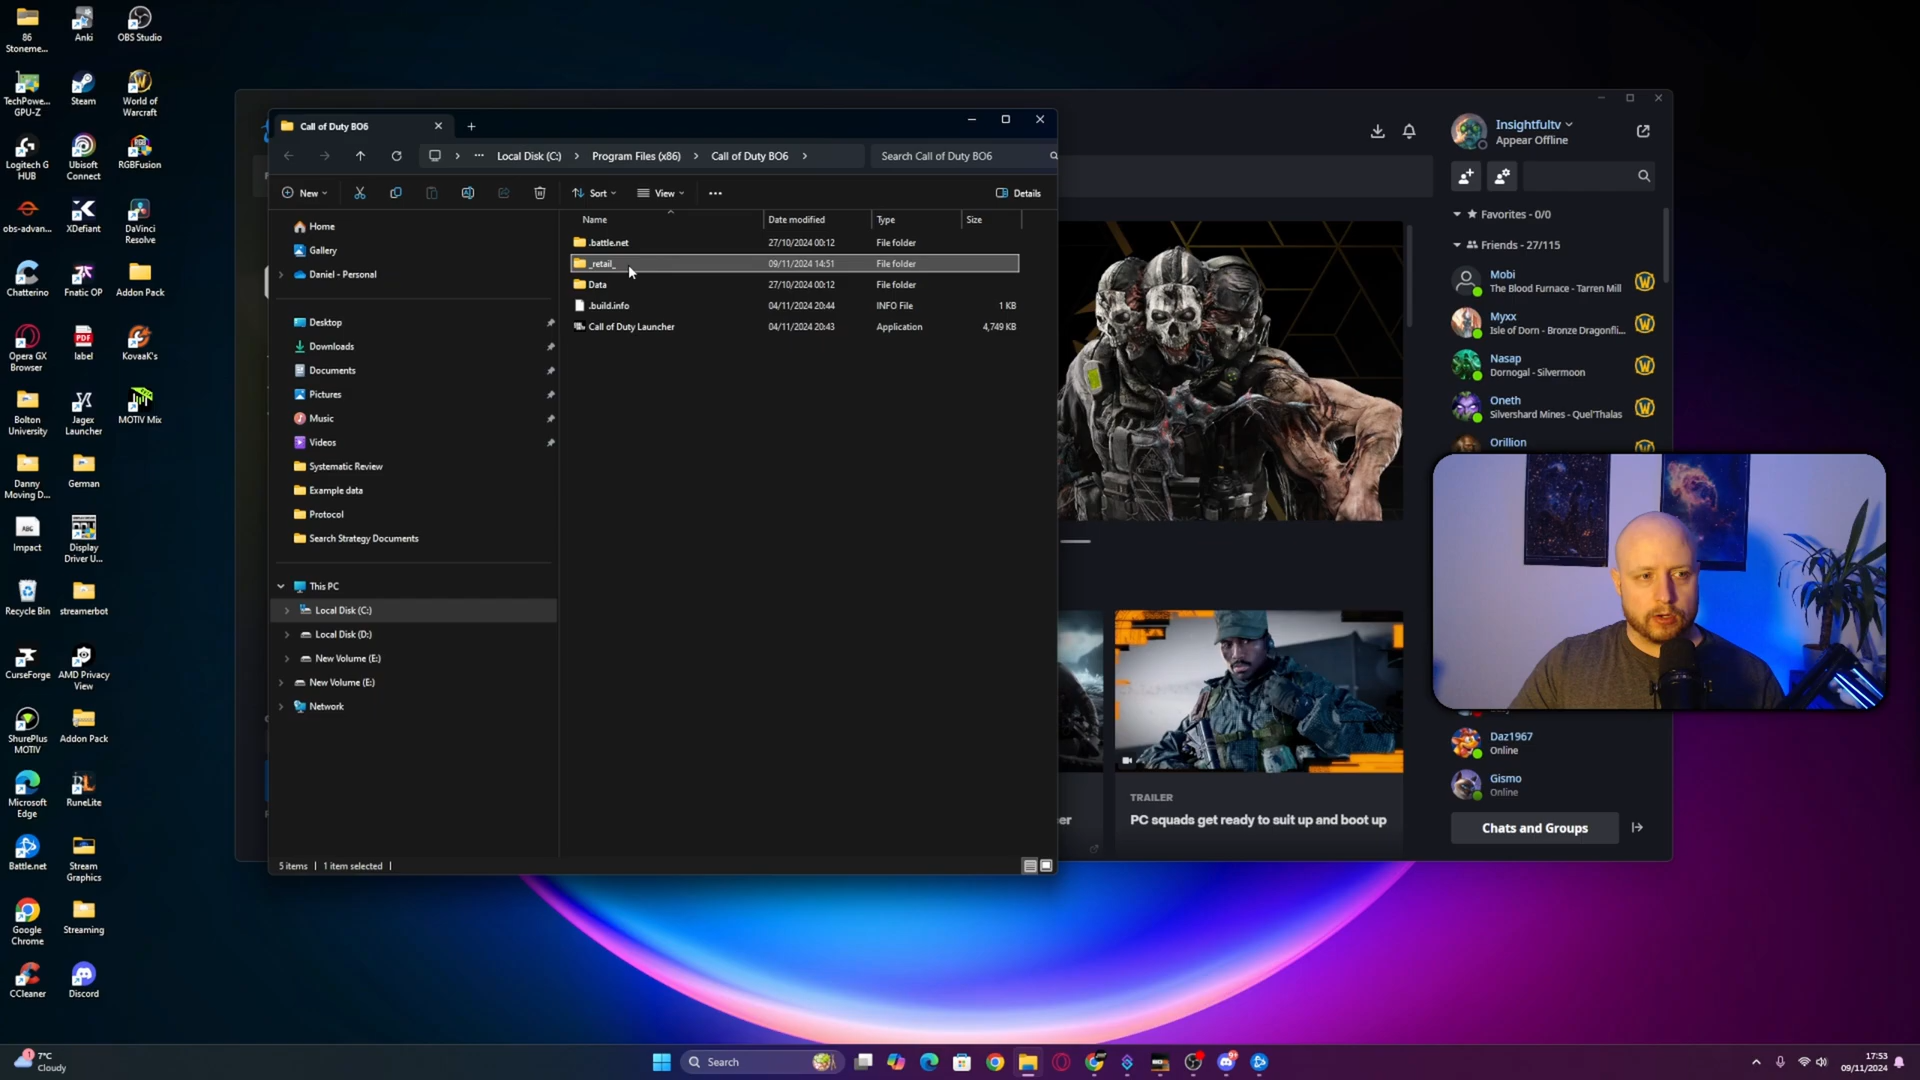 86
Stoneme...
Anki
OBS Studio
TechPowe...
GPU-Z
Steam
World of
Warcraft
Logitech G
HUB
Ubisoft
Connect
RGBFusion
obs-advan...
XDefiant
DaVinci
Resolve
Chatterino
Fnatic OP
Addon Pack
Opera GX
Browser
label
KovaaK's
Bolton
University
Jagex
Launcher
MOTIV Mix
Danny
Moving D...
German
Impact
Display
Driver U...
Recycle Bin
streamerbot
CurseForge
AMD Privacy
View
ShurePlus
MOTIV
Addon Pack
Microsoft
Edge
RuneLite
Battle.net
Stream
Graphics
Google
Chrome
Streaming
CCleaner
Discord
Call of Duty BO6
Local Disk (C:)
Program Files (x86)
Call of Duty BO6
Search Call of Duty BO6
New
Sort
View
Details
Home
Gallery
Daniel - Personal
Desktop
Downloads
Documents
Pictures
Music
Videos
Systematic Review
Example data
Protocol
Search Strategy Documents
This PC
Local Disk (C:)
Local Disk (D:)
New Volume (E:)
New Volume (E:)
Network
Name Date modified Type Size
.battle.net 27/10/2024 00:12 File folder
_retail_ 09/11/2024 14:51 File folder
Data 27/10/2024 00:12 File folder
.build.info 04/11/2024 20:44 INFO File 1 KB
Call of Duty Launcher 04/11/2024 20:43 Application 4,749 KB
5 items 1 item selected
Insightfultv
Appear Offline
Favorites - 0/0
Friends - 27/115
Mobi
The Blood Furnace - Tarren Mill
Myxx
Isle of Dorn - Bronze Dragonfli...
Nasap
Dornogal - Silvermoon
Oneth
Silvershard Mines - Quel'Thalas
Orillion
Daz1967
Online
Gismo
Online
Chats and Groups
er
TRAILER
PC squads get ready to suit up and boot up
7°C
Cloudy
Search
17:53
09/11/2024